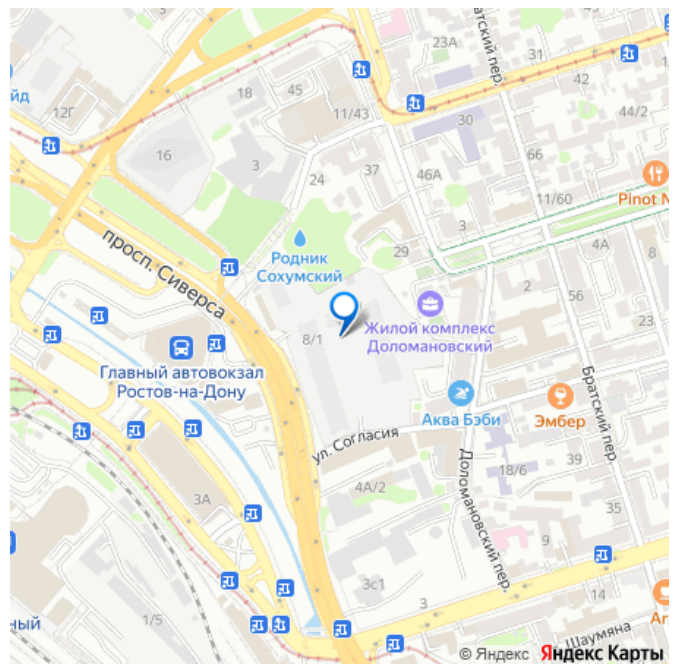 Братский пер.
23А
31
42
45
18
11/43
44/2
йд
12Г
30
16
3
37
24
46А
66
Pinot N
11/60
просп. Сиверса
Родник
Сохумский
29
4А
8
2
56
8/1
Жилой комплекс
Доломановский
Главный автовокзал
Ростов-на-Дону
Аква Бэби
Эмбер
Братский пер.
ул. Согласия
Доломановский пер.
18/6
39
4А/2
3А
35
9
3с1
3
ный
1/5
Ar
Шаумяна
© Яндекс Яндекс Карты